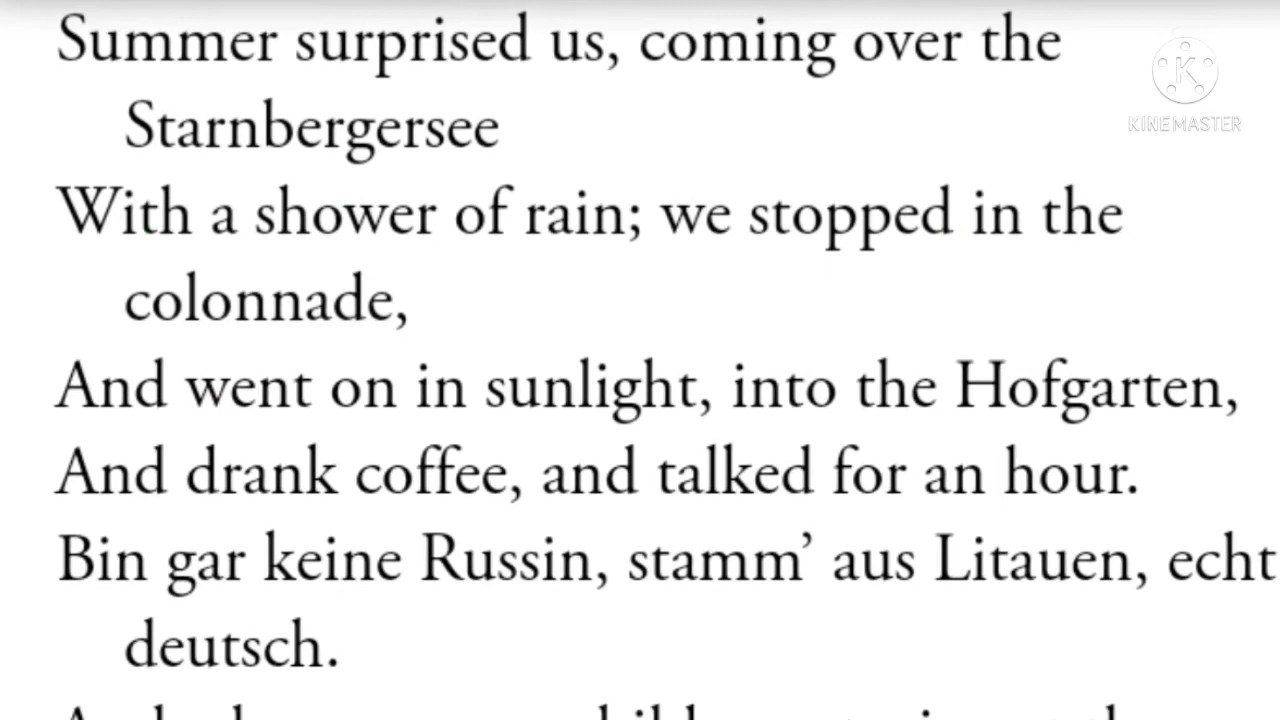 Summer surprised us, coming over the
Starnbergersee
With a shower of rain; we stopped in the
colonnade,
And went on in sunlight, into the Hofgarten,
And drank coffee, and talked for an hour.
Bin gar keine Russin, stamm’ aus Litauen, echt
deutsch.
K
KINEMASTER